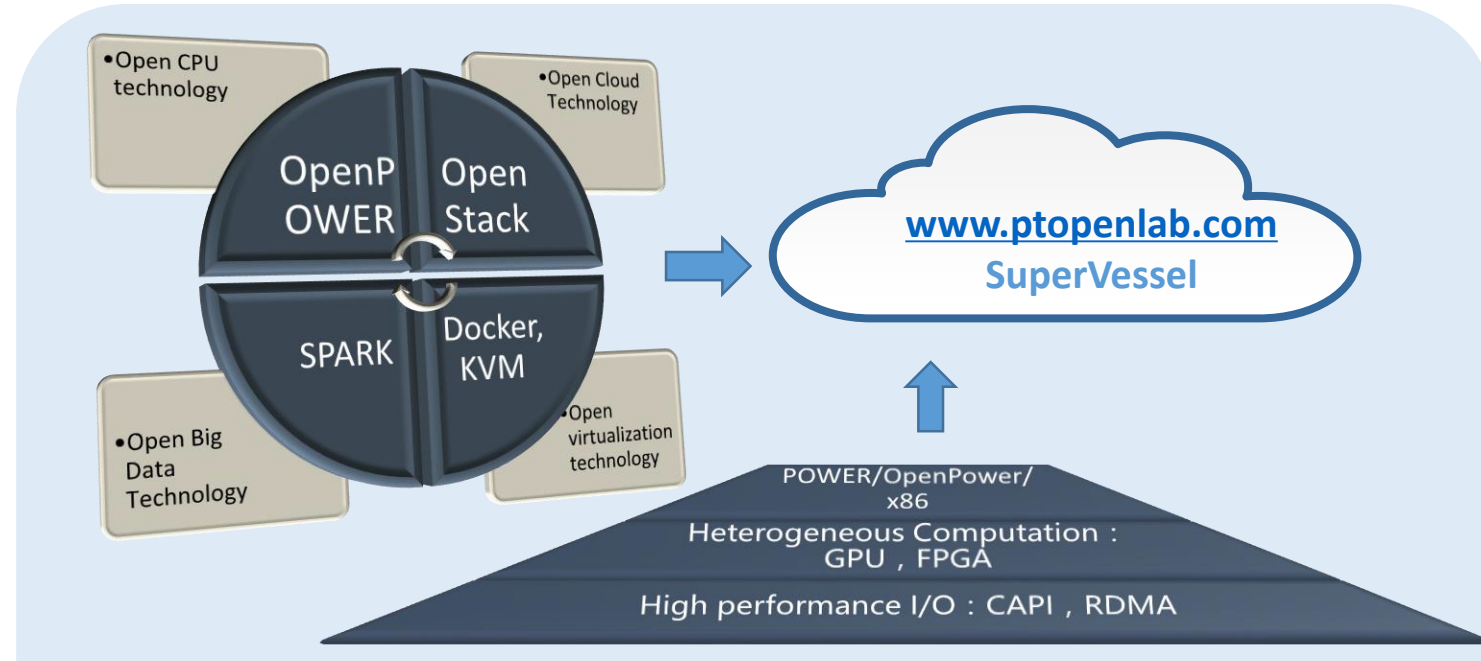 •Open CPU
technology
•Open Cloud
Technology
OpenP
OWER
Open
Stack
SPARK
Docker,
KVM
•Open Big
Data
Technology
•Open
virtualization
technology
www.ptopenlab.com
SuperVessel
POWER/OpenPower/
x86
Heterogeneous Computation：
GPU，FPGA
High performance I/O：CAPI，RDMA